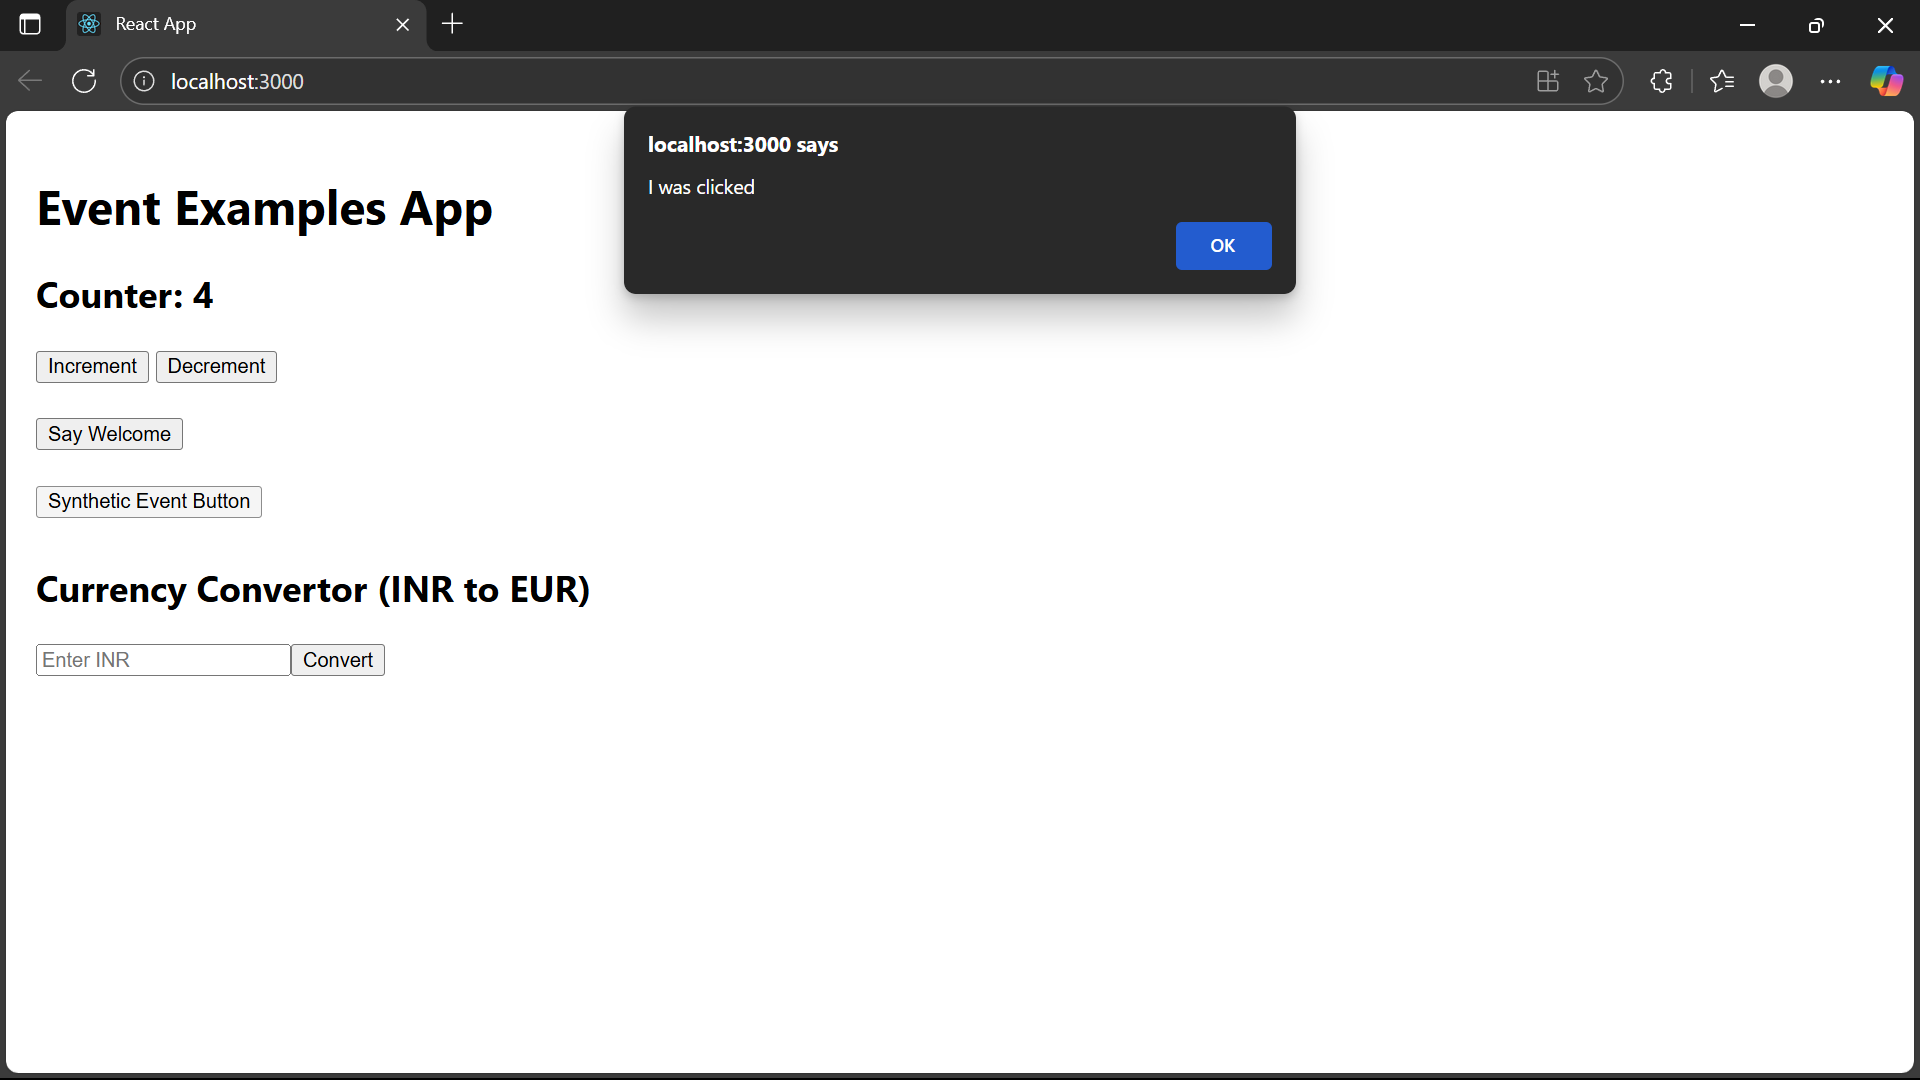 React App
localhost:3000
localhost:3000 says
I was clicked
OK
Event Examples App
Counter: 4
Increment Decrement
Say Welcome
Synthetic Event Button
Currency Convertor (INR to EUR)
Enter INR Convert